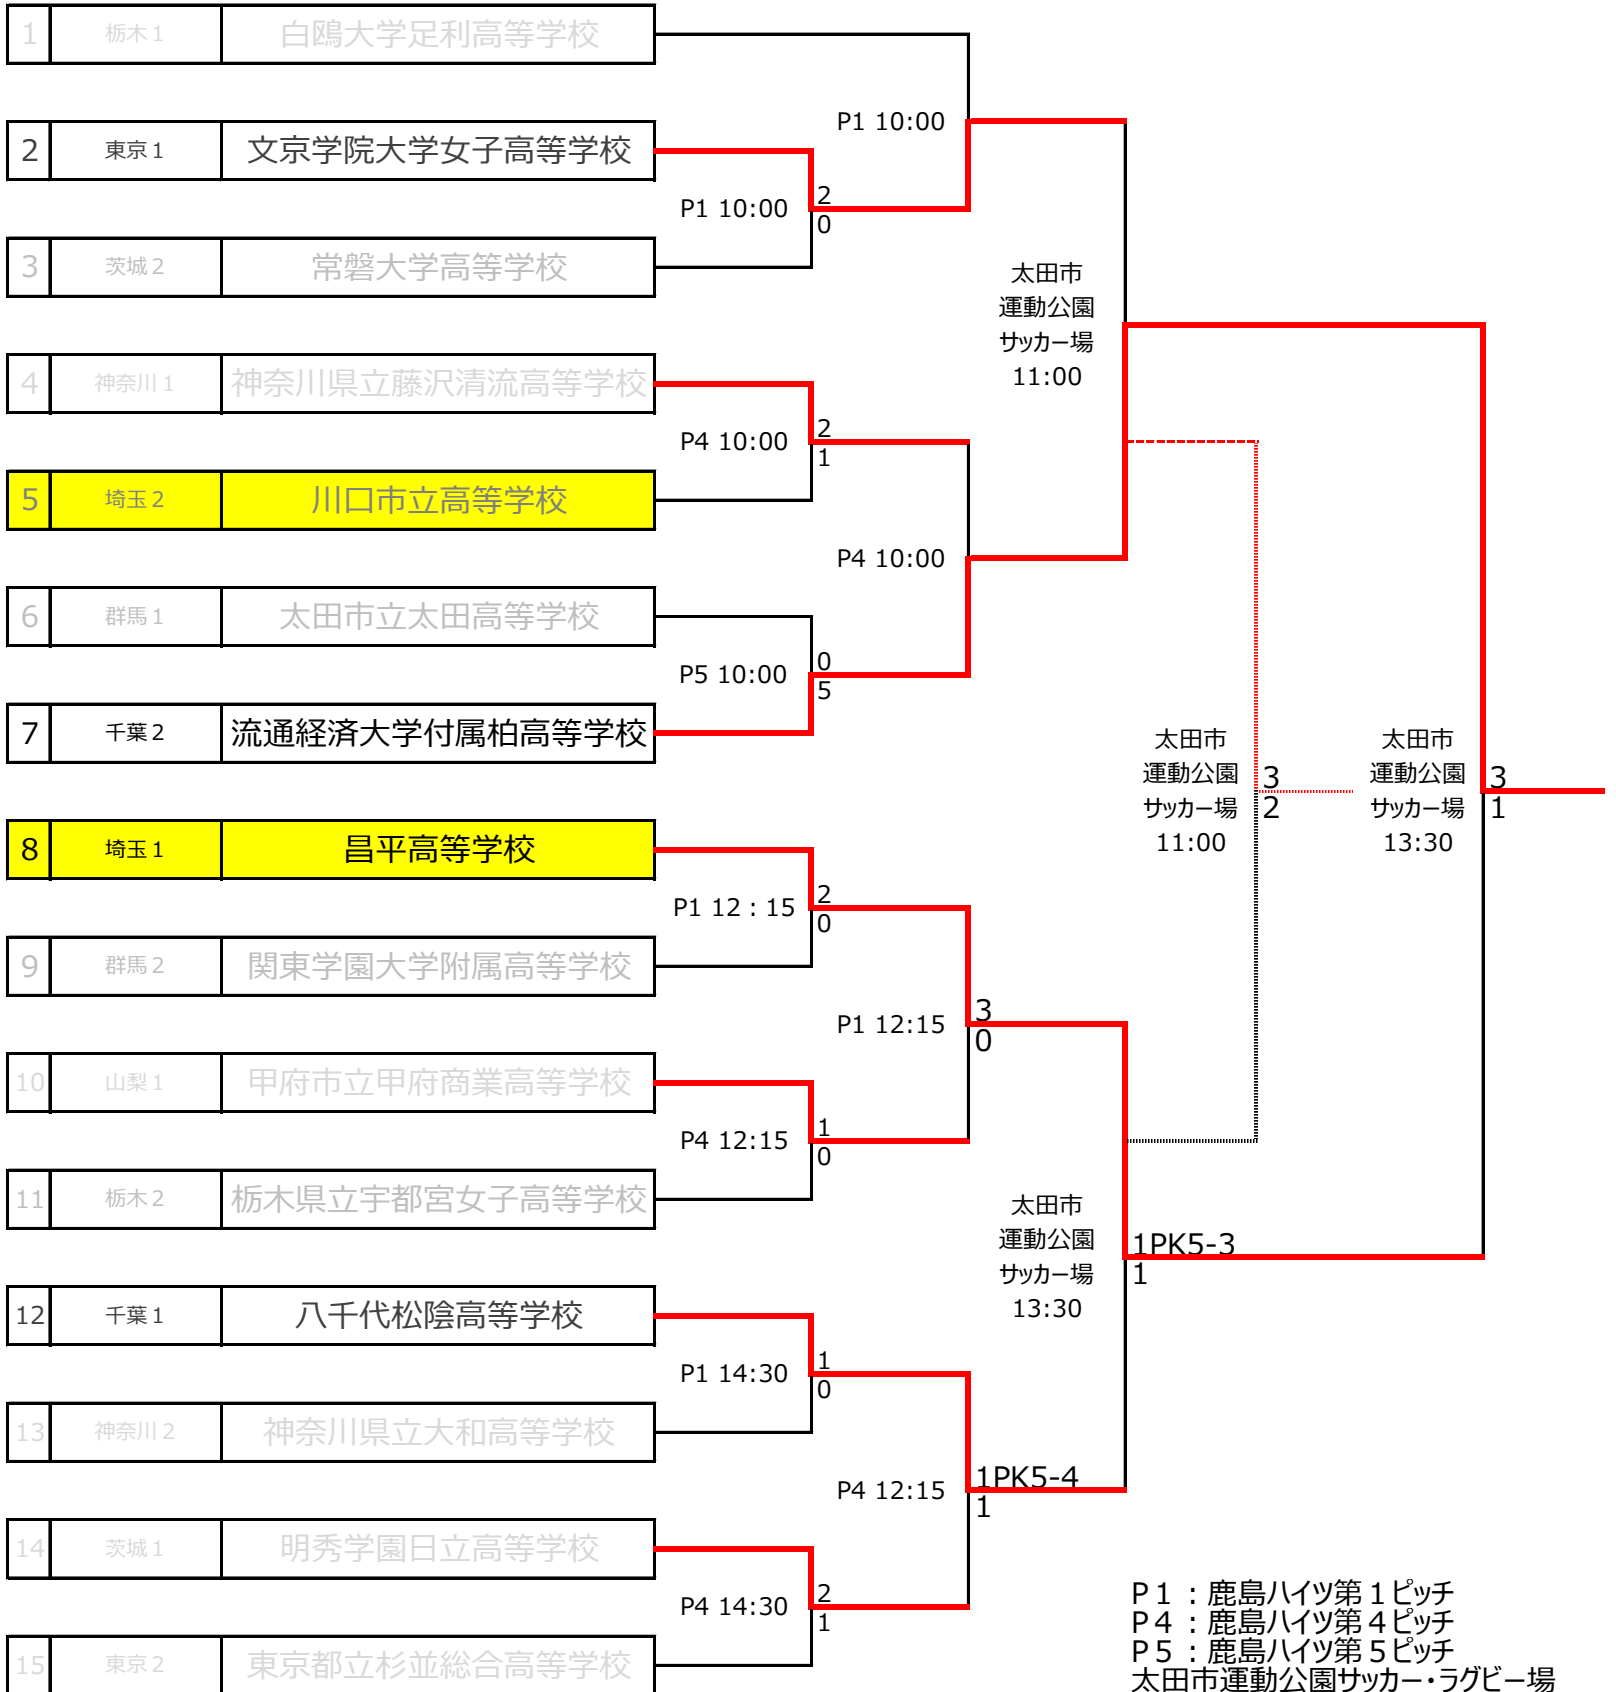 1 栃木１ 白鴎大学足利高等学校
P1 10:00
2 東京１ 文京学院大学女子高等学校
P1 10:00
2
0
3 茨城２ 常磐大学高等学校
太田市
運動公園
サッカー場
11:00
4 神奈川１ 神奈川県立藤沢清流高等学校
P4 10:00
2
1
5 埼玉２ 川口市立高等学校
P4 10:00
6 群馬１ 太田市立太田高等学校
P5 10:00
0
5
7 千葉２ 流通経済大学付属柏高等学校
太田市
運動公園
サッカー場
11:00
3
2
太田市
運動公園
サッカー場
13:30
3
1
8 埼玉１ 昌平高等学校
P1 12：15
2
0
9 群馬２ 関東学園大学附属高等学校
P1 12:15
3
0
10 山梨１ 甲府市立甲府商業高等学校
P4 12:15
1
0
11 栃木２ 栃木県立宇都宮女子高等学校
太田市
運動公園
サッカー場
13:30
1PK5-3
1
12 千葉１ 八千代松陰高等学校
P1 14:30
1
0
13 神奈川２ 神奈川県立大和高等学校
P4 12:15
1PK5-4
1
14 茨城１ 明秀学園日立高等学校
P4 14:30
2
1
15 東京２ 東京都立杉並総合高等学校
P１：鹿島ハイツ第１ピッチ
P４：鹿島ハイツ第４ピッチ
P５：鹿島ハイツ第５ピッチ
太田市運動公園サッカー・ラグビー場